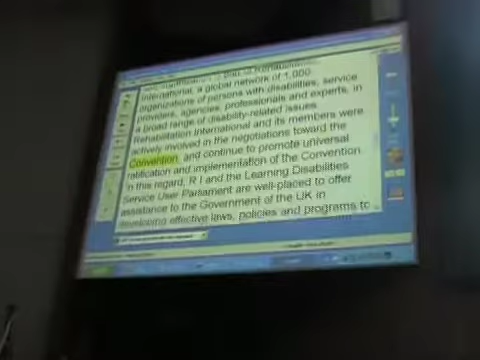 International, a global network of 1,000
organizations of persons with disabilities, service
providers, agencies, professionals and experts, in
a broad range of disability-related issues.
Rehabilitation International and its members were
actively involved in the negotiations toward the
Convention, and continue to promote universal
ratification and implementation of the Convention.
In this regard, R I and the Learning Disabilities
Service User Parliament are well-placed to offer
assistance to the Government of the UK in
developing effective laws, policies and programs to